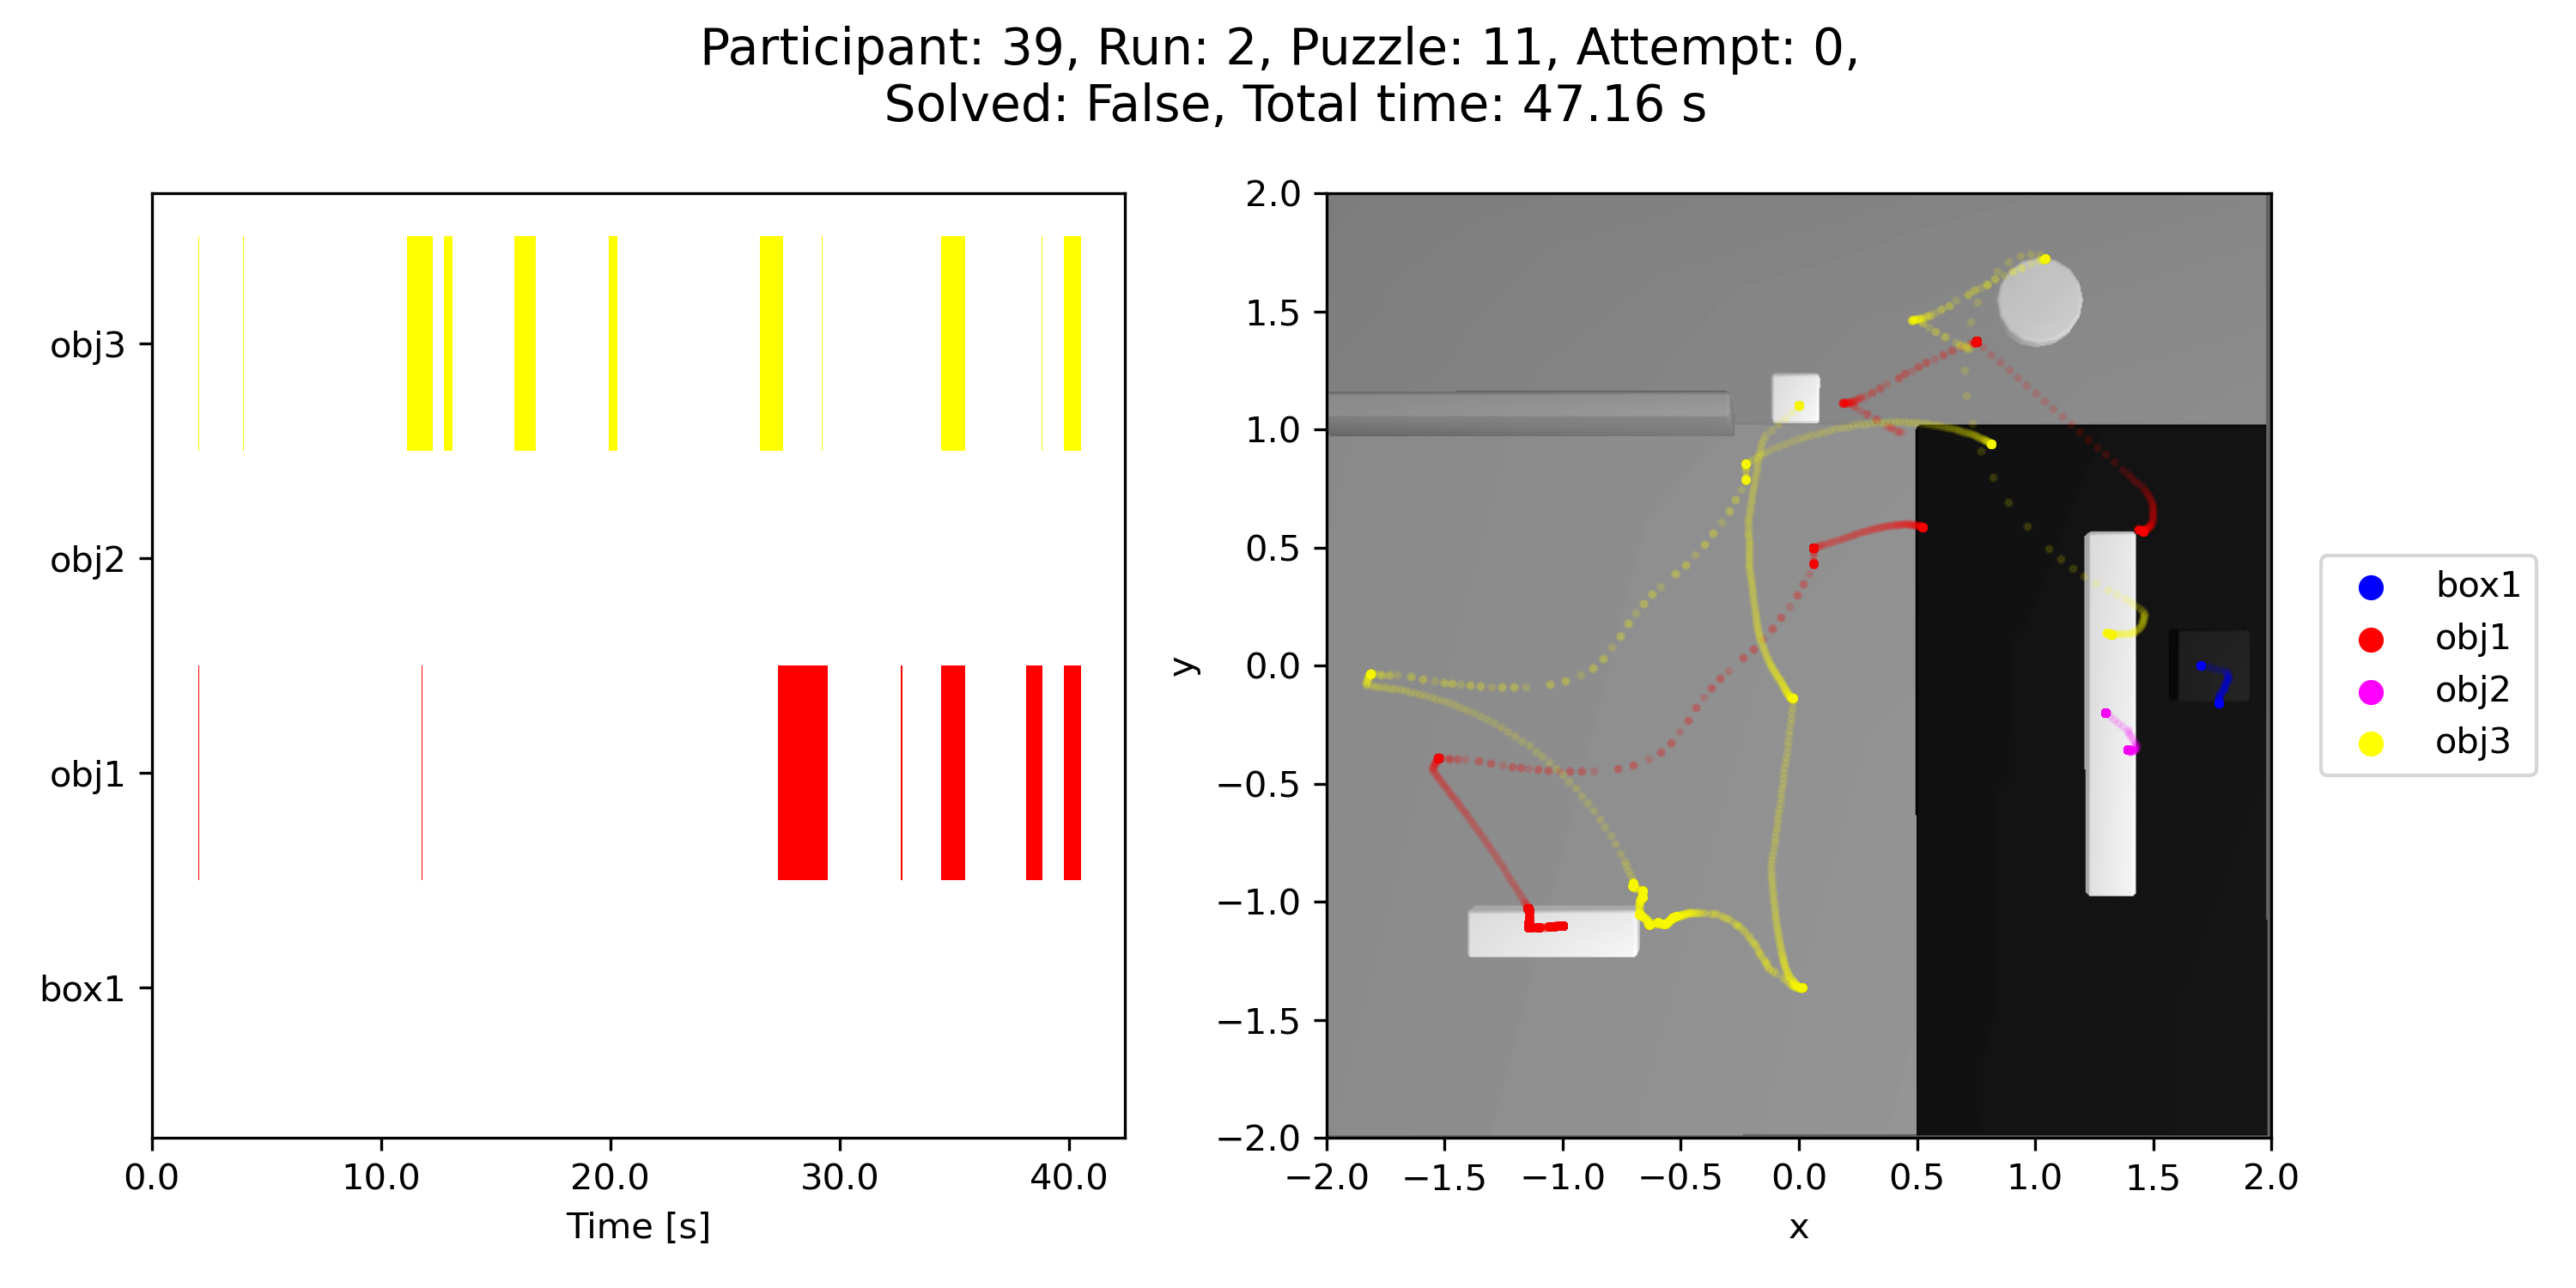 Participant: 39, Run: 2, Puzzle: 11, Attempt: 0,
Solved: False, Total time: 47.16 s
obj3
obj2
obj1
box1
0.0 10.0 20.0 30.0 40.0
Time [s]
2.0
1.5
1.0
0.5
0.0
−0.5
−1.0
−1.5
−2.0
y
−2.0 −1.5 −1.0 −0.5 0.0 0.5 1.0 1.5 2.0
x
box1
obj1
obj2
obj3